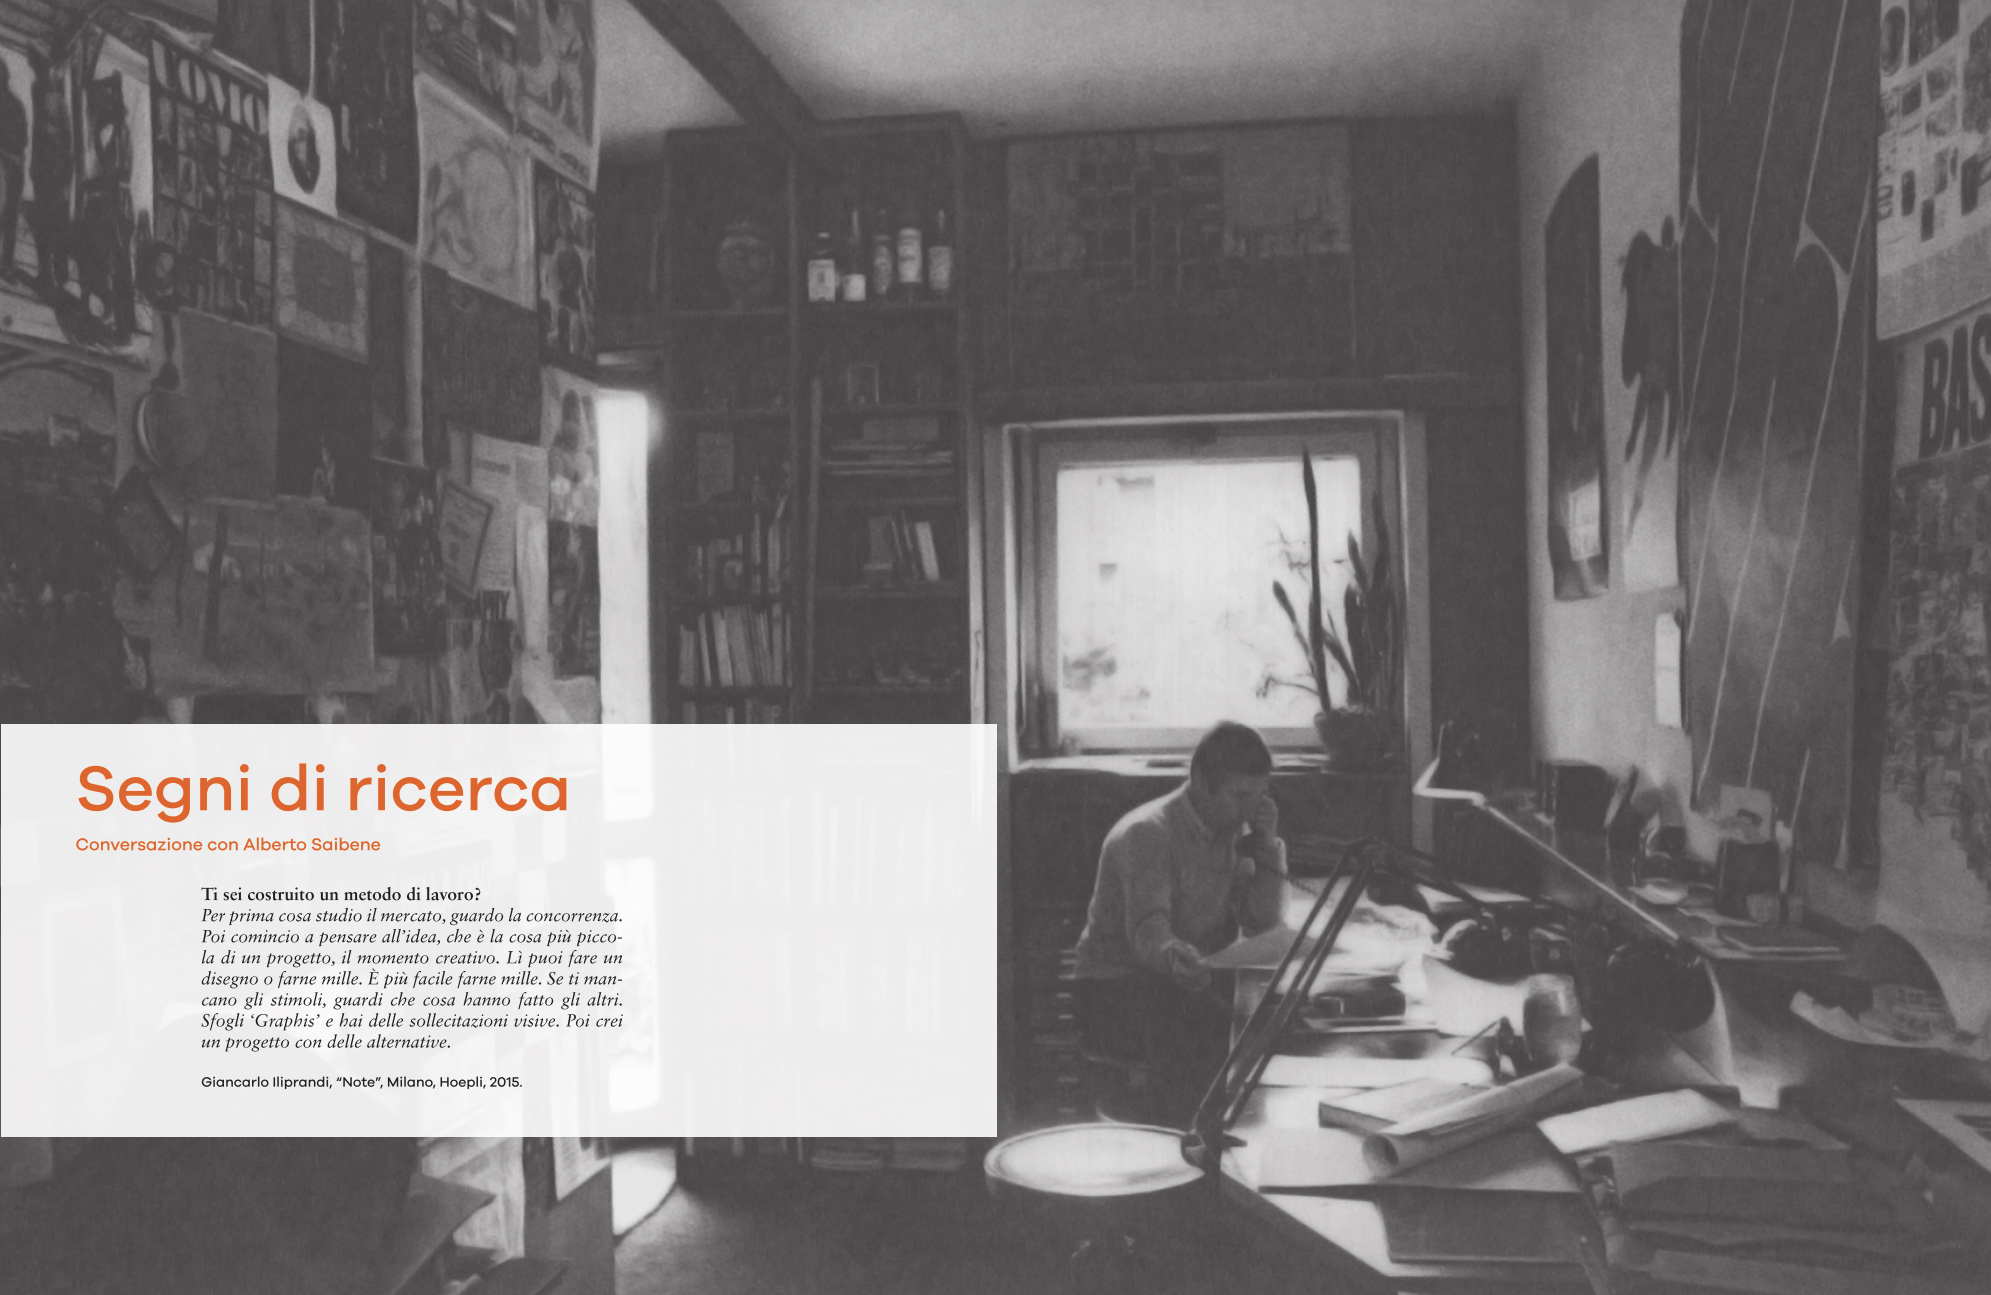 Segni di ricerca
Conversazione con Alberto Saibene
Ti sei costruito un metodo di lavoro?
Per prima cosa studio il mercato, guardo la concorrenza.
Poi comincio a pensare all’idea, che è la cosa più picco-
la di un progetto, il momento creativo. Lì puoi fare un
disegno o farne mille. È più facile farne mille. Se ti man-
cano gli stimoli, guardi che cosa hanno fatto gli altri.
Sfogli ‘Graphis’ e hai delle sollecitazioni visive. Poi crei
un progetto con delle alternative.
Giancarlo Iliprandi, “Note”, Milano, Hoepli, 2015.
BAS